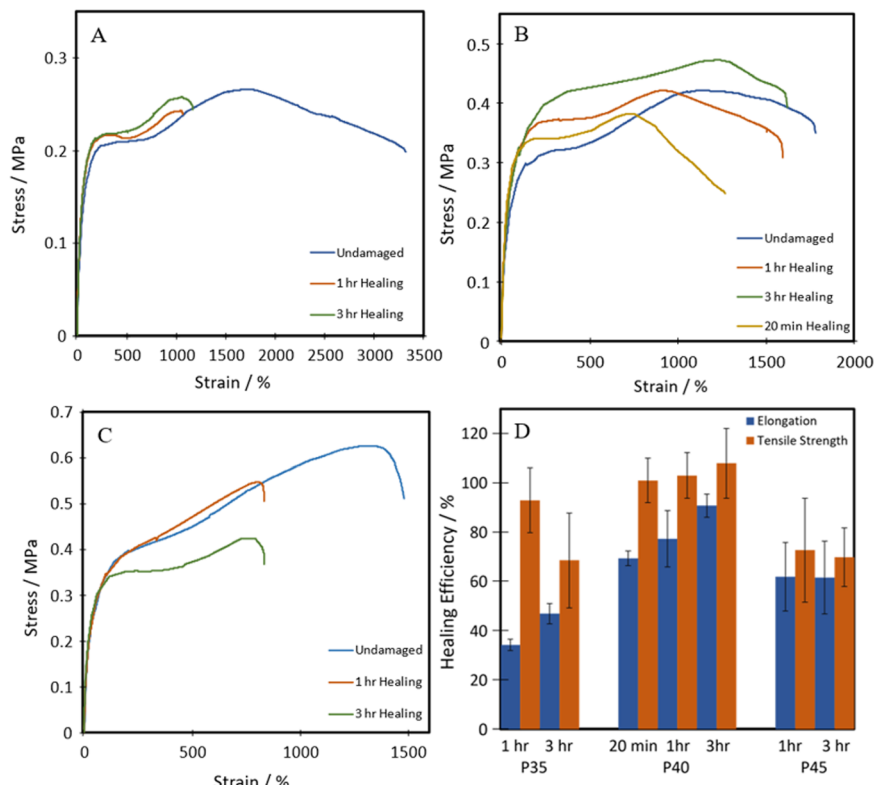 A
Stress / MPa
0.3
0.2
0.1
0
0 500 1000 1500 2000 2500 3000 3500
Strain / %
Undamaged
1 hr Healing
3 hr Healing
B
Stress / MPa
0.5
0.4
0.3
0.2
0.1
0
0 500 1000 1500 2000
Strain / %
Undamaged
1 hr Healing
3 hr Healing
20 min Healing
C
Stress / MPa
0.7
0.6
0.5
0.4
0.3
0.2
0.1
0
0 500 1000 1500
Strain / %
Undamaged
1 hr Healing
3 hr Healing
D
Elongation
Tensile Strength
Healing Efficiency / %
120
100
80
60
40
20
0
1 hr 3 hr 20 min 1hr 3hr 1hr 3 hr
P35 P40 P45